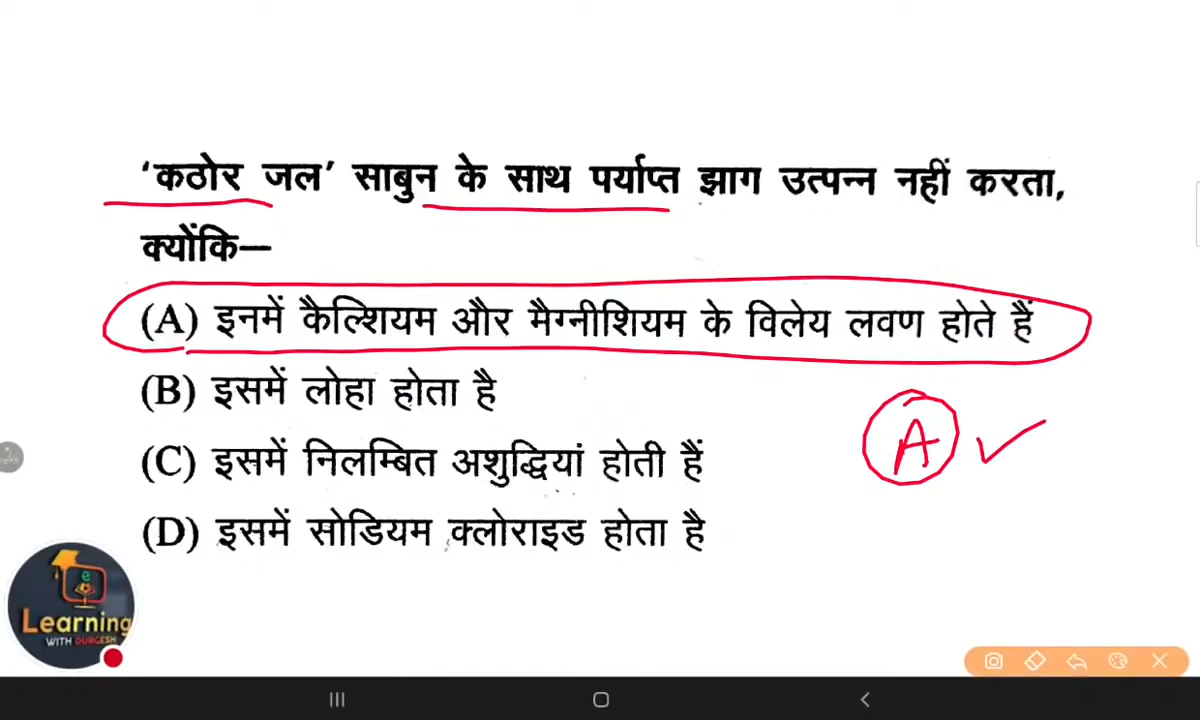 ‘कठोर जल’ साबुन के साथ पर्याप्त झाग उत्पन्न नहीं करता,
क्योंकि—
(A) इनमें कैल्शियम और मैग्नीशियम के विलेय लवण होते हैं
(B) इसमें लोहा होता है
(C) इसमें निलम्बित अशुद्धियां होती हैं
(D) इसमें सोडियम क्लोराइड होता है
A
e
Learning
WITH DURGESH